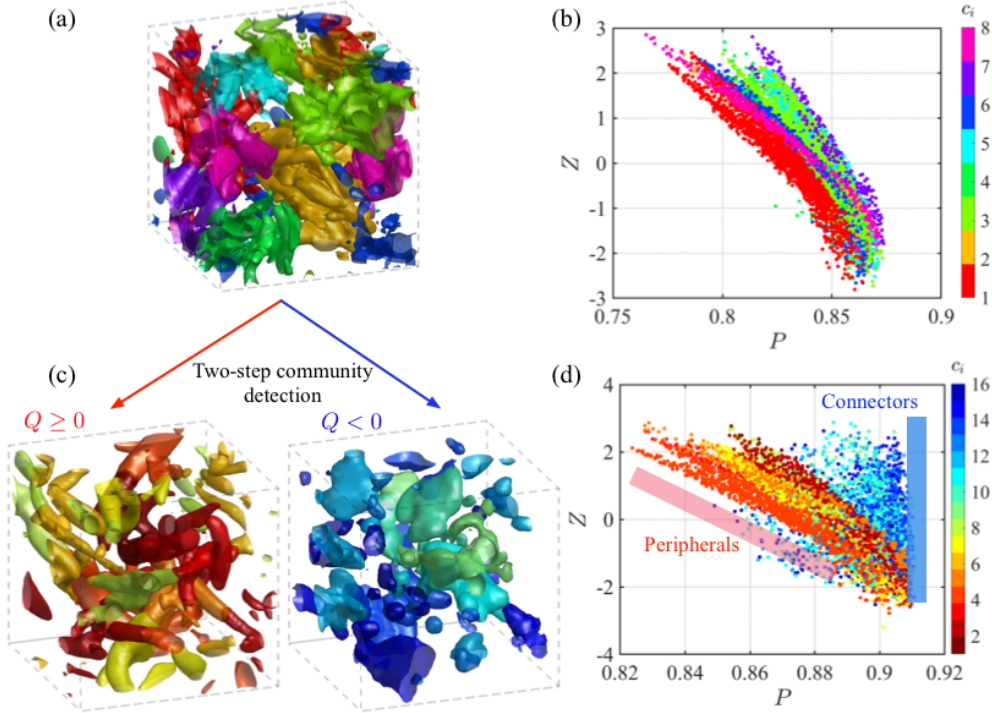 (a)
(b)
c_i
3
2
1
0
-1
-2
-3
Z
0.75
0.8
0.85
0.9
P
8
7
6
5
4
3
2
1
Two-step community
detection
(c)
Q ≥ 0
Q < 0
(d)
c_i
4
2
0
-2
-4
Z
Connectors
Peripherals
0.82
0.84
0.86
0.88
0.9
0.92
P
16
14
12
10
8
6
4
2